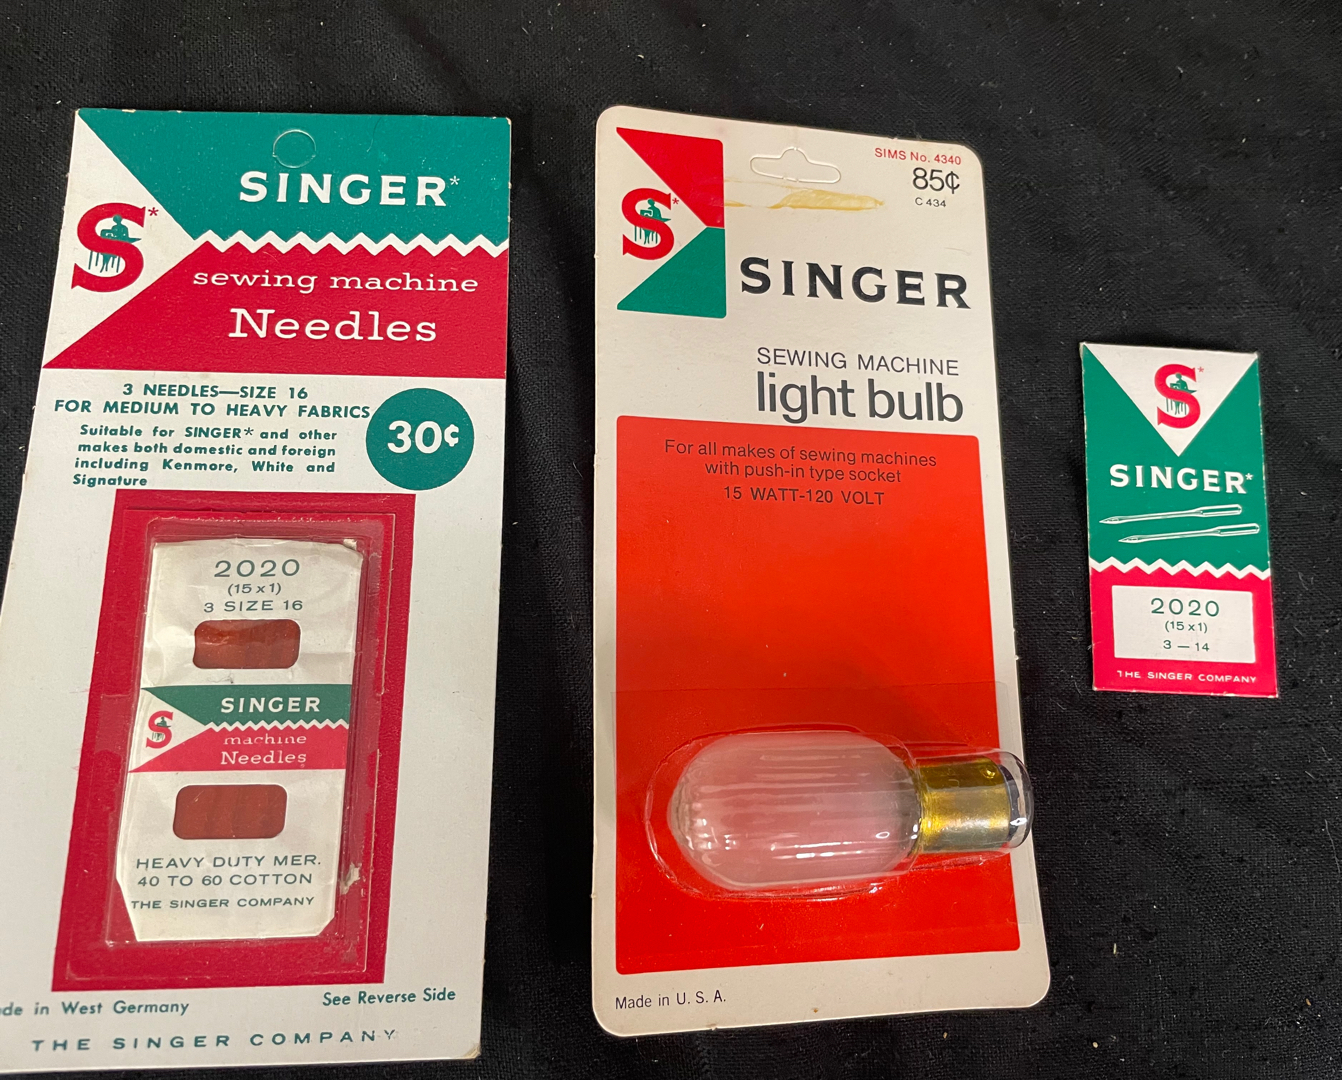 SINGER*
S*
sewing machine
Needles
3 NEEDLES—SIZE 16
FOR MEDIUM TO HEAVY FABRICS
30¢
Suitable for SINGER* and other
makes both domestic and foreign
including Kenmore, White and
Signature
2020
(15x1)
3 SIZE 16
SINGER
S
machine
Needles
HEAVY DUTY MER.
40 TO 60 COTTON
THE SINGER COMPANY
de in West Germany
See Reverse Side
THE SINGER COMPANY
SIMS No. 4340
85¢
C 434
S*
SINGER
SEWING MACHINE
light bulb
For all makes of sewing machines
with push-in type socket
15 WATT-120 VOLT
Made in U. S. A.
S*
SINGER*
2020
(15x1)
3 — 14
THE SINGER COMPANY